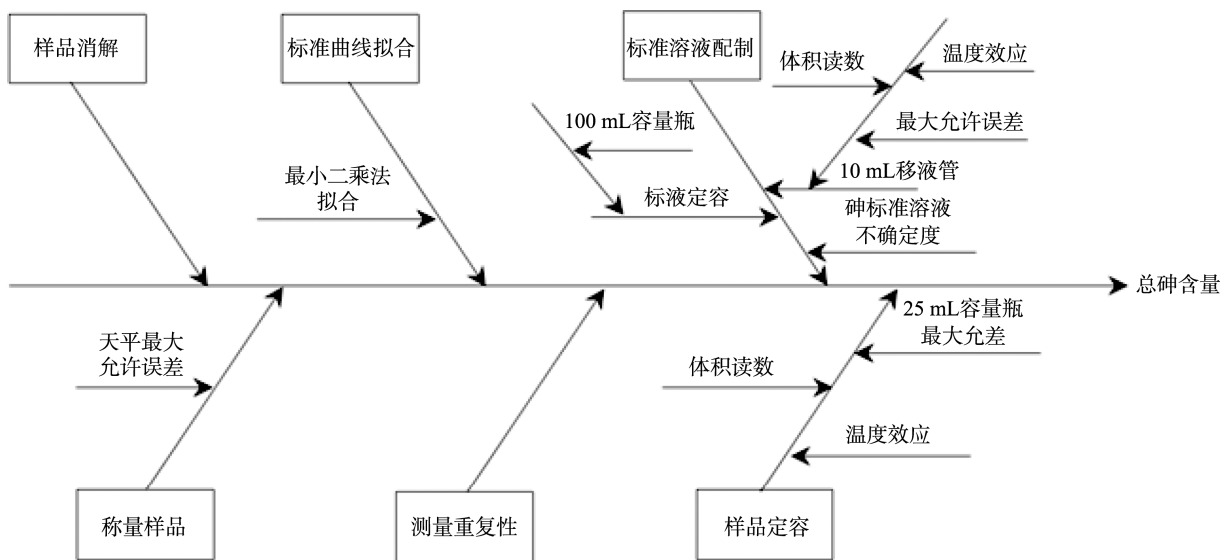 样品消解
标准曲线拟合
标准溶液配制
体积读数
温度效应
100 mL容量瓶
最大允许误差
最小二乘法
拟合
10 mL移液管
标液定容
砷标准溶液
不确定度
总砷含量
天平最大
允许误差
25 mL容量瓶
最大允差
体积读数
温度效应
称量样品
测量重复性
样品定容